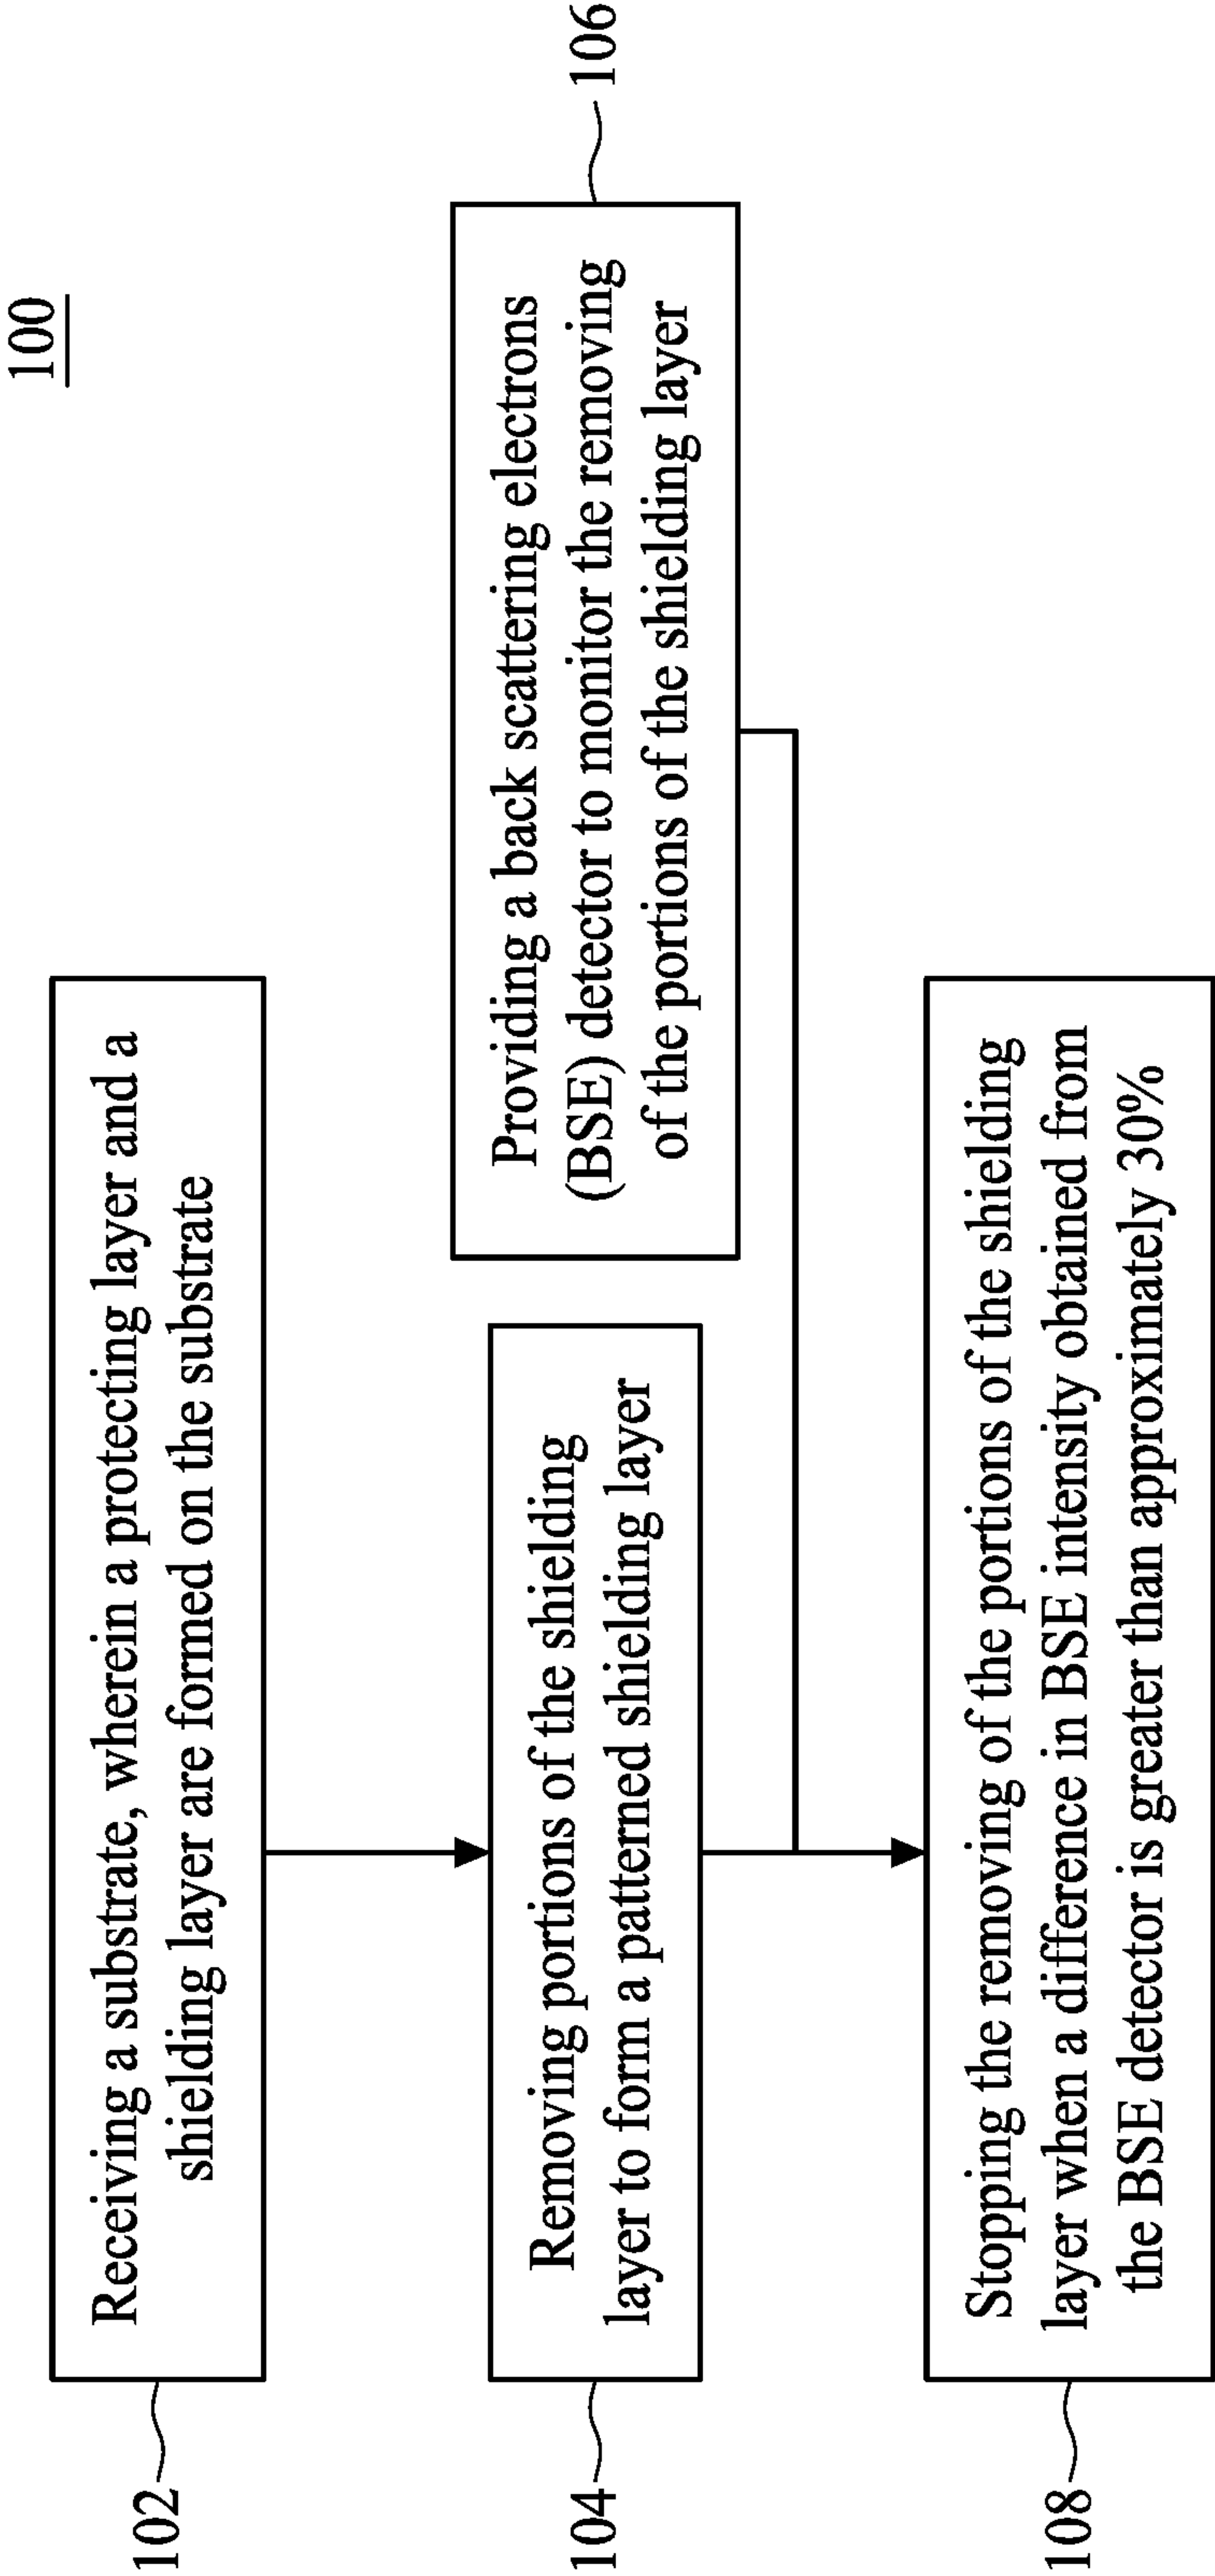 100
102
Receiving a substrate, wherein a protecting layer and a
shielding layer are formed on the substrate
104
Removing portions of the shielding
layer to form a patterned shielding layer
106
Providing a back scattering electrons
(BSE) detector to monitor the removing
of the portions of the shielding layer
108
Stopping the removing of the portions of the shielding
layer when a difference in BSE intensity obtained from
the BSE detector is greater than approximately 30%